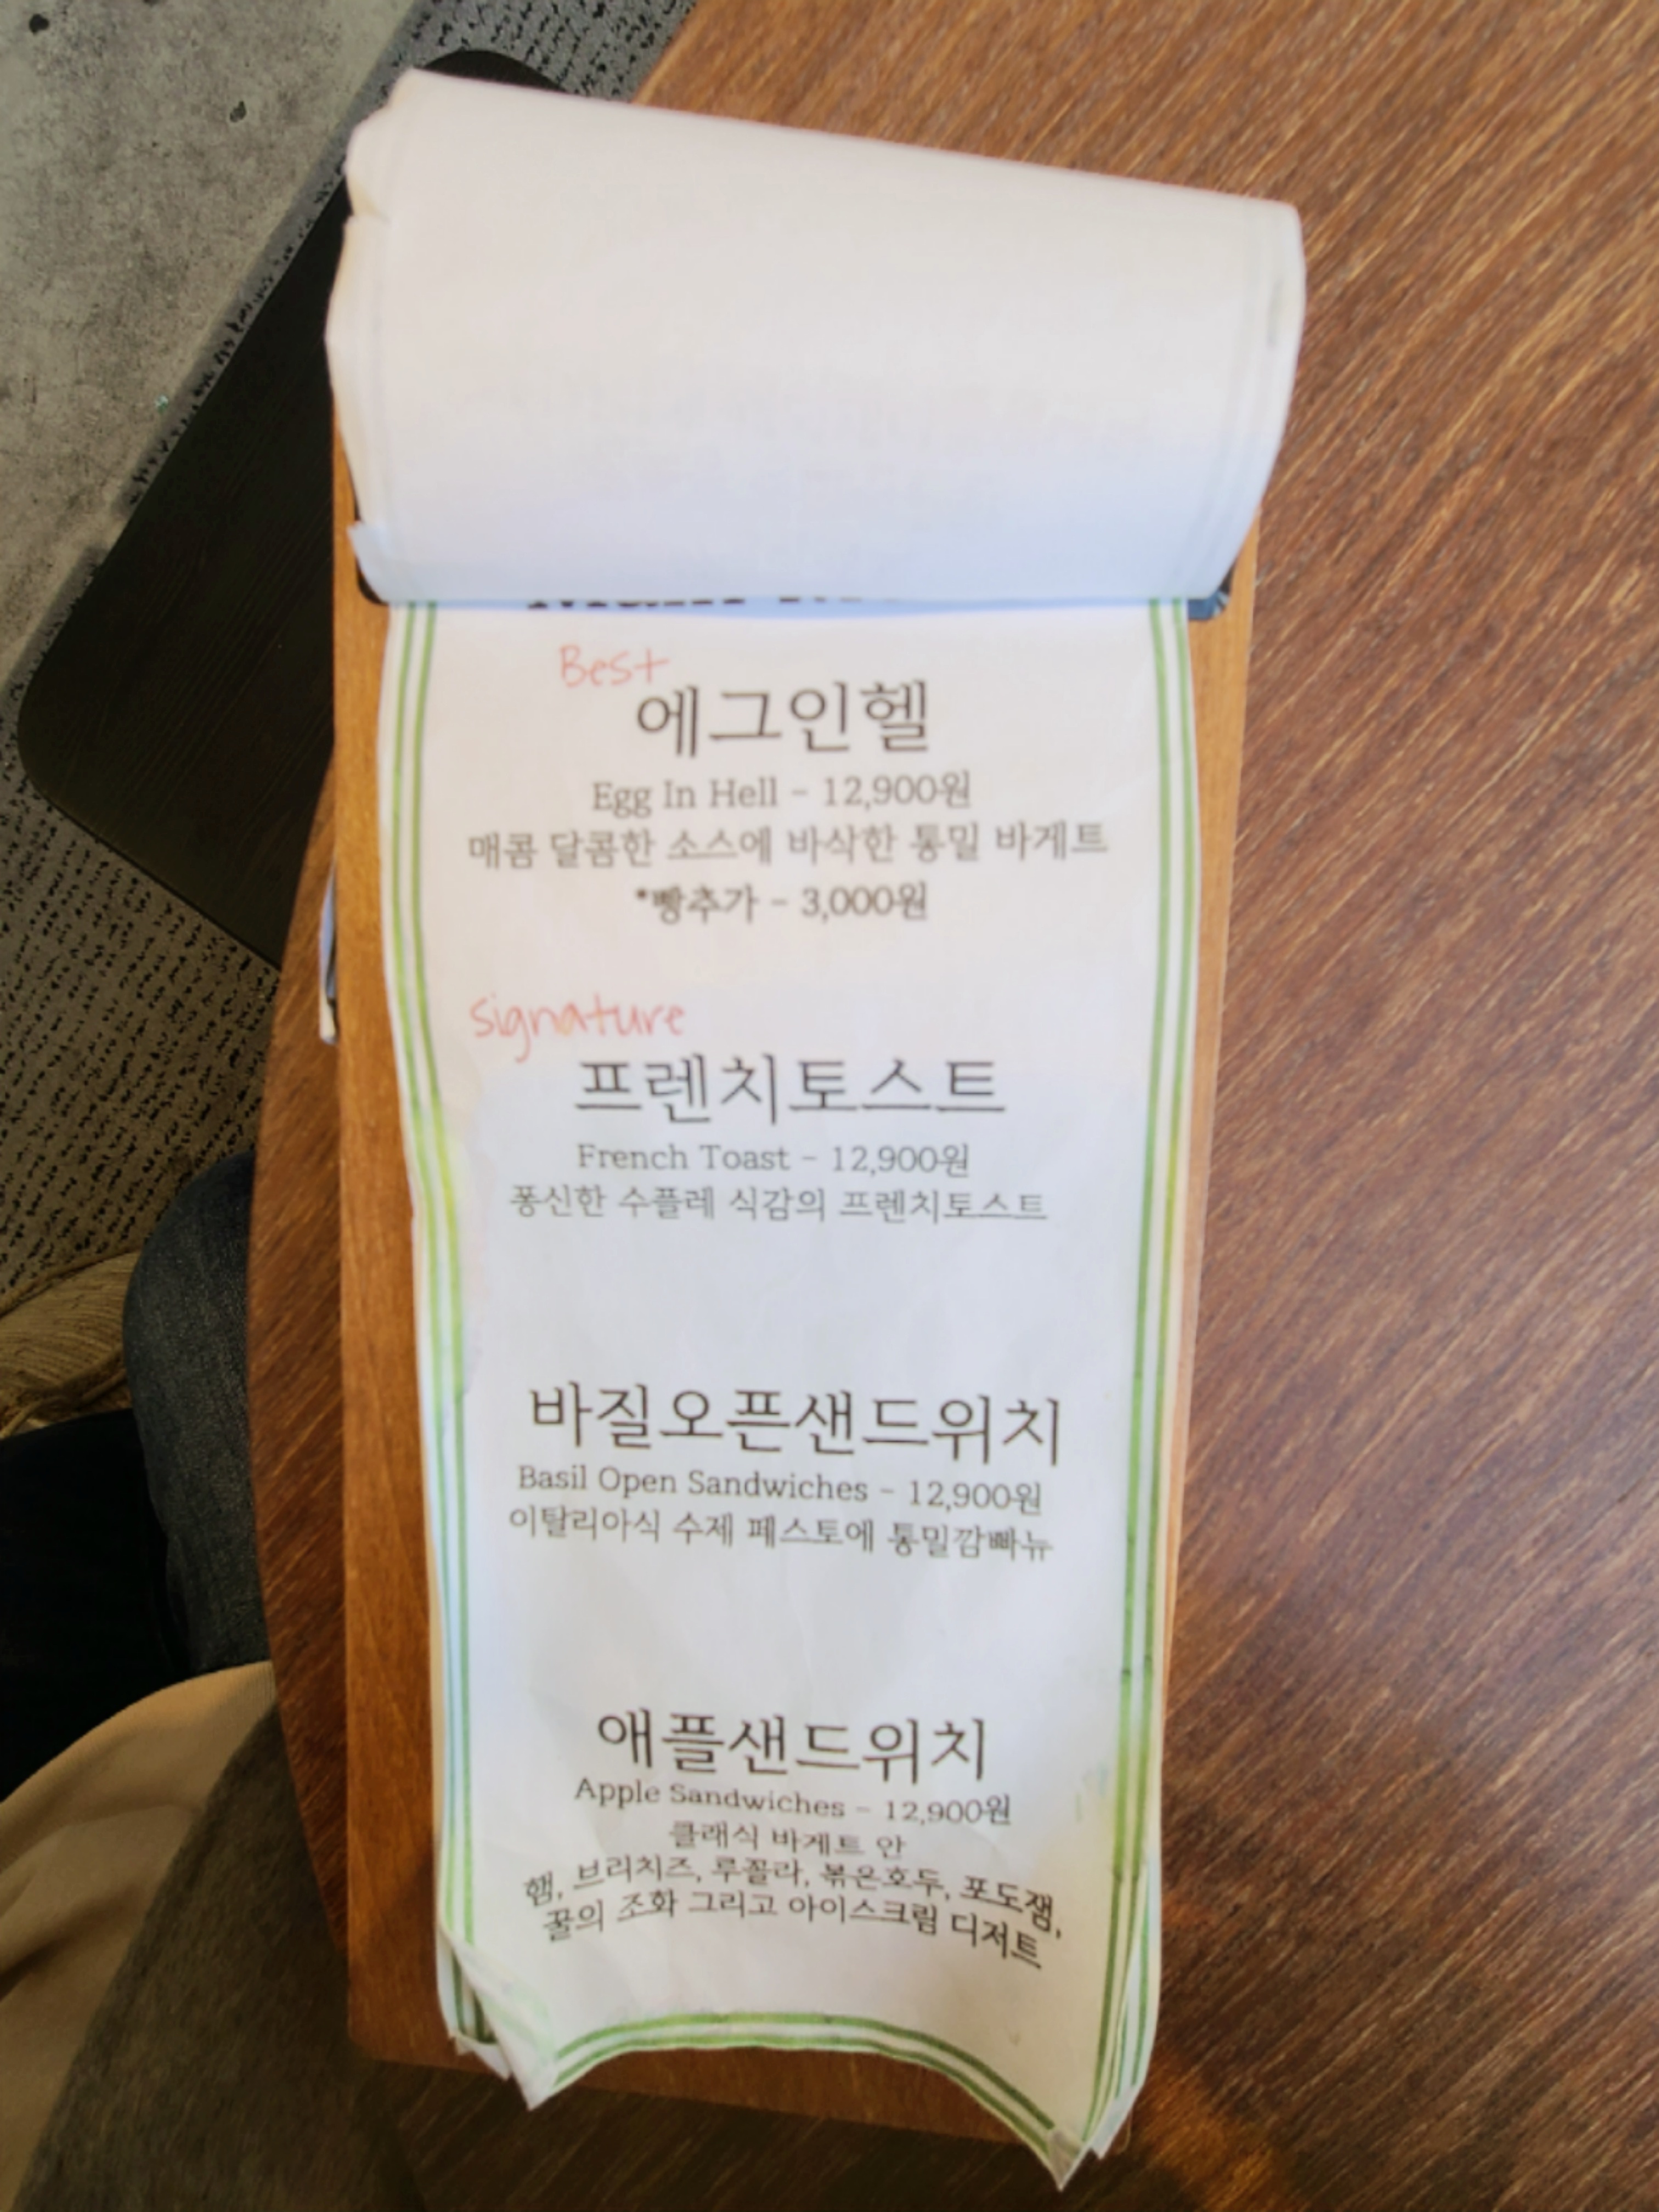 Best
에그인헬
Egg In Hell - 12,900원
매콤 달콤한 소스에 바삭한 통밀 바게트
*빵추가 - 3,000원
signature
프렌치토스트
French Toast - 12,900원
퐁신한 수플레 식감의 프렌치토스트
바질오픈샌드위치
Basil Open Sandwiches - 12,900원
이탈리아식 수제 페스토에 통밀깜빠뉴
애플샌드위치
Apple Sandwiches - 12,900원
클래식 바게트 안
햄, 브리치즈, 루꼴라, 볶은호두, 포도잼,
꿀의 조화 그리고 아이스크림 디저트